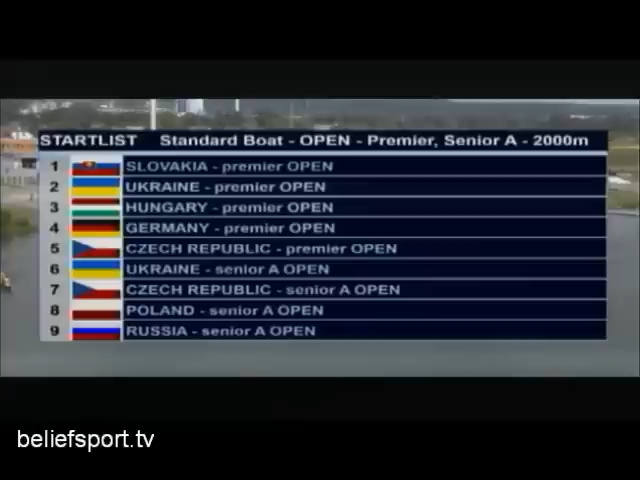 STARTLIST Standard Boat - OPEN - Premier, Senior A - 2000m
1 SLOVAKIA - premier OPEN
2 UKRAINE - premier OPEN
3 HUNGARY - premier OPEN
4 GERMANY - premier OPEN
5 CZECH REPUBLIC - premier OPEN
6 UKRAINE - senior A OPEN
7 CZECH REPUBLIC - senior A OPEN
8 POLAND - senior A OPEN
9 RUSSIA - senior A OPEN
beliefsport.tv